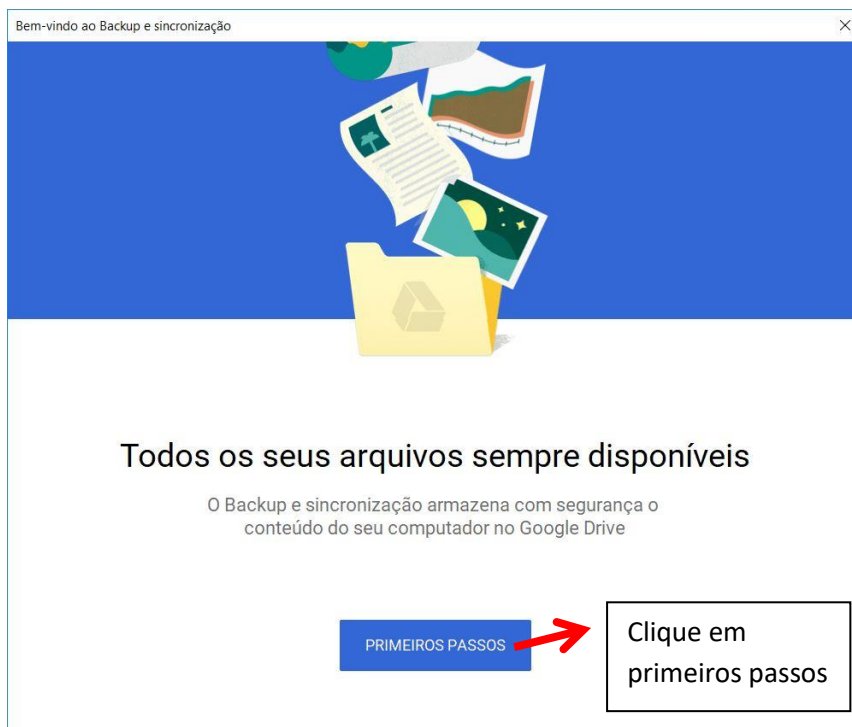 Bem-vindo ao Backup e sincronização
Todos os seus arquivos sempre disponíveis
O Backup e sincronização armazena com segurança o
conteúdo do seu computador no Google Drive
PRIMEIROS PASSOS
Clique em
primeiros passos